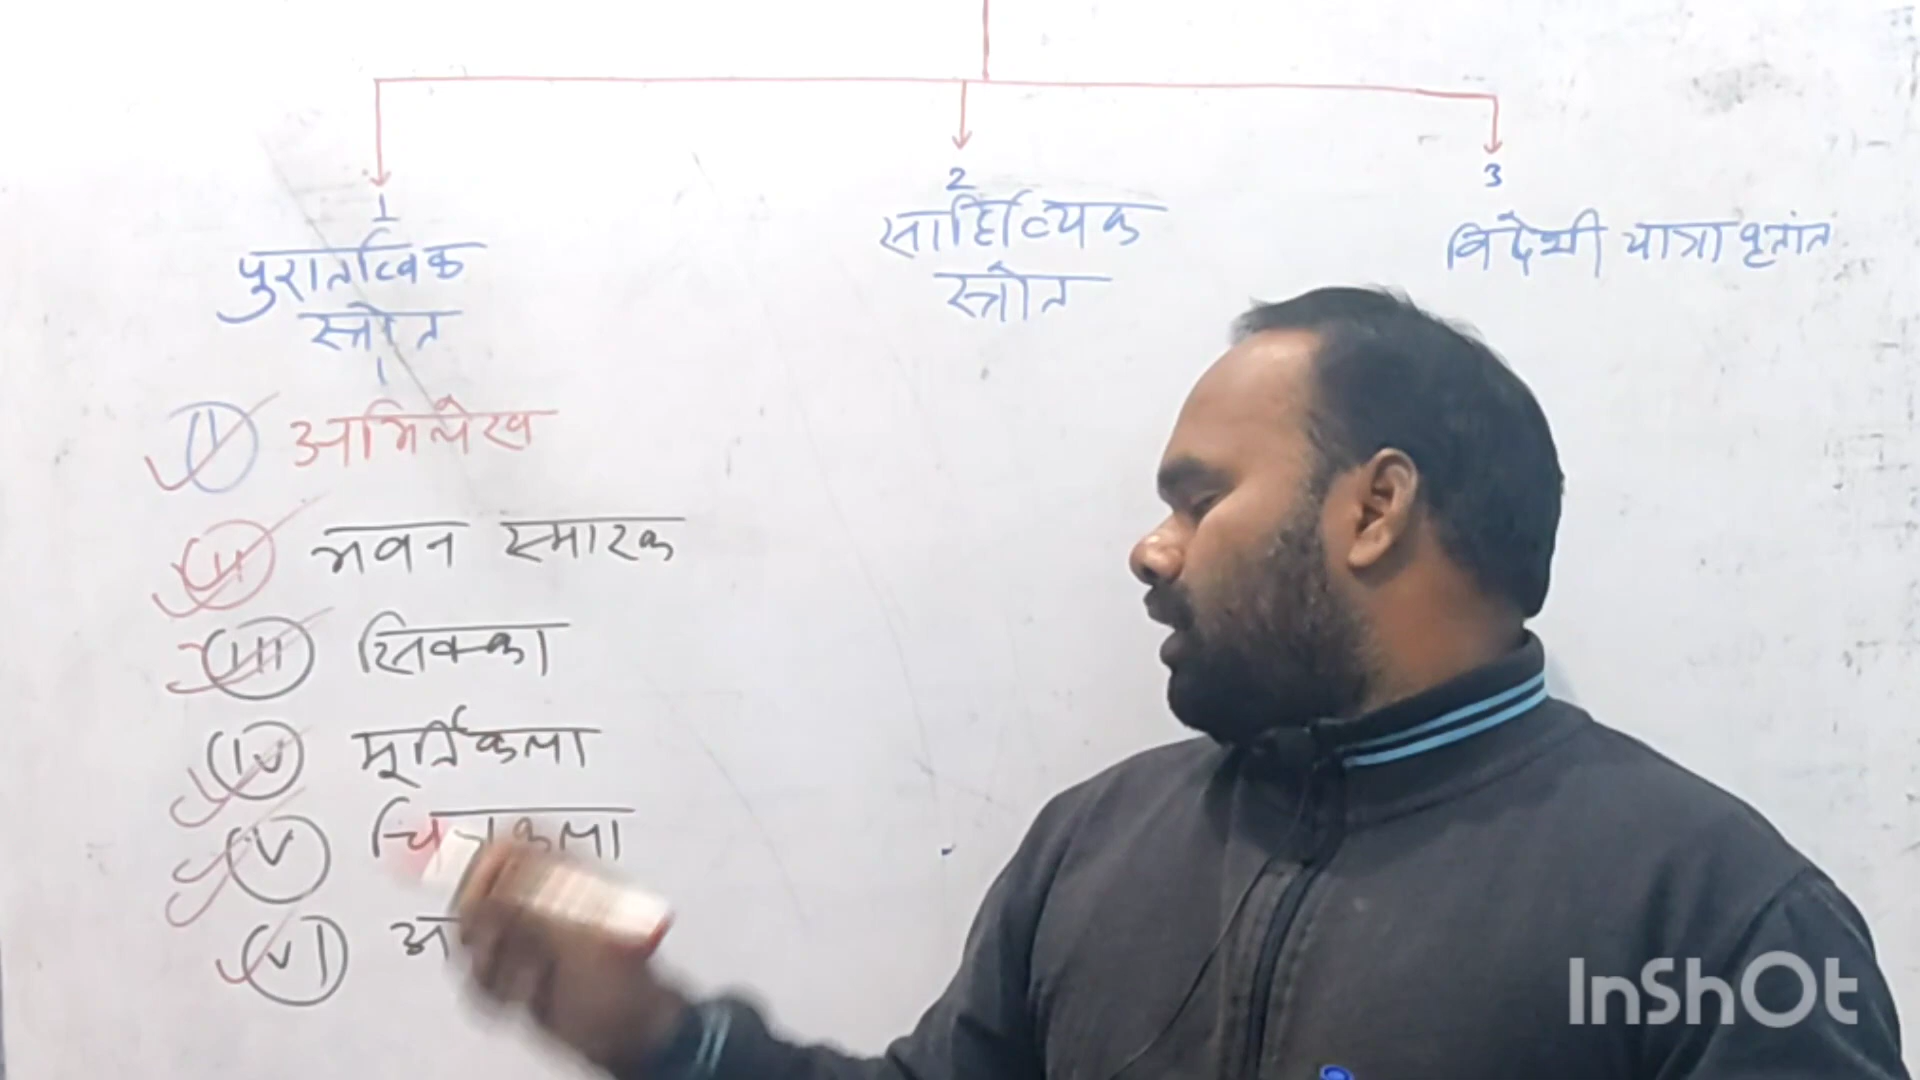 1
पुरातत्विक
स्त्रोत
2
साहित्यिक
स्त्रोत
3
विदेशी यात्रा वृतांत
(i) अभिलेख
(ii) भवन स्मारक
(iii) सिक्का
(iv) मूर्तिकला
(v) चित्रकला
(vi)
InShOt